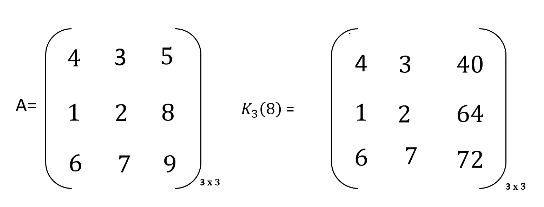 4 3 5 4 3 40
A= 1 2 8 K₃(8) = 1 2 64
6 7 9 6 7 72
3 x 3 3 x 3